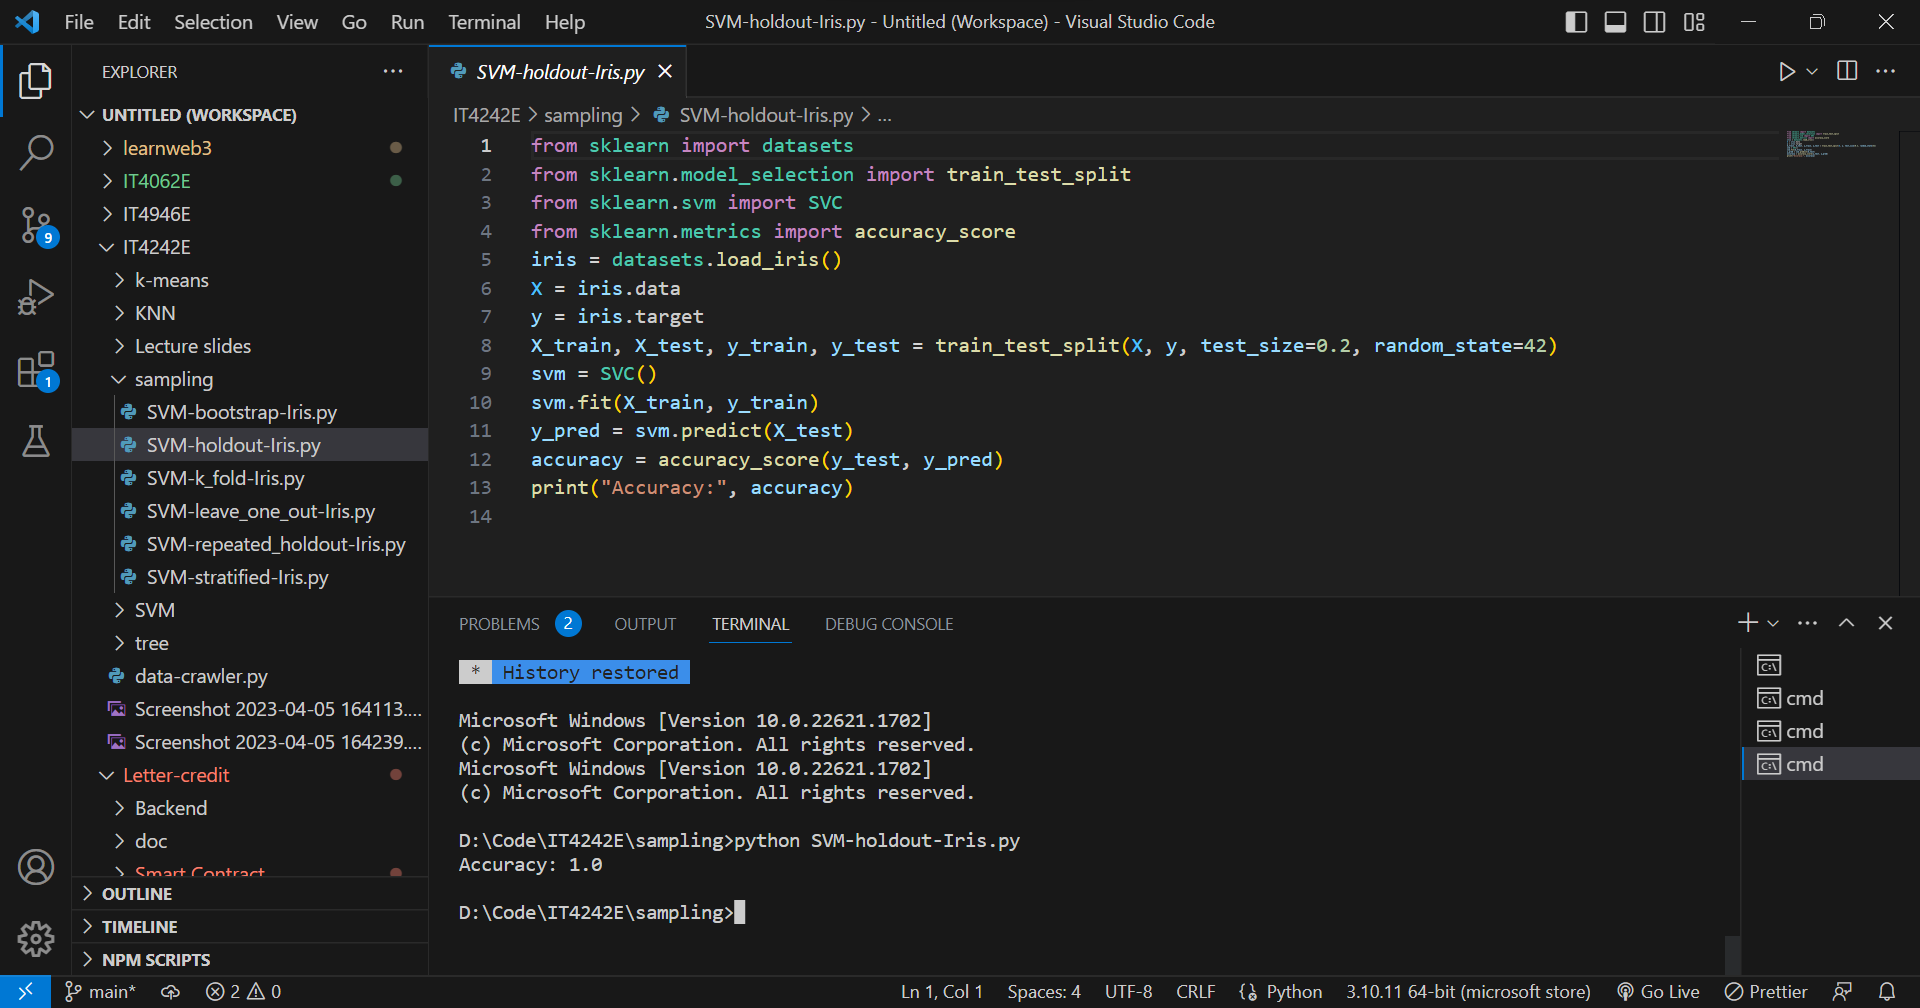 File Edit Selection View Go Run Terminal Help
SVM-holdout-Iris.py - Untitled (Workspace) - Visual Studio Code
EXPLORER
UNTITLED (WORKSPACE)
learnweb3
IT4062E
IT4946E
IT4242E
k-means
KNN
Lecture slides
sampling
SVM-bootstrap-Iris.py
SVM-holdout-Iris.py
SVM-k_fold-Iris.py
SVM-leave_one_out-Iris.py
SVM-repeated_holdout-Iris.py
SVM-stratified-Iris.py
SVM
tree
data-crawler.py
Screenshot 2023-04-05 164113....
Screenshot 2023-04-05 164239....
Letter-credit
Backend
doc
Smart Contract
OUTLINE
TIMELINE
NPM SCRIPTS
9
1
SVM-holdout-Iris.py
IT4242E > sampling > SVM-holdout-Iris.py > ...
1 from sklearn import datasets
2 from sklearn.model_selection import train_test_split
3 from sklearn.svm import SVC
4 from sklearn.metrics import accuracy_score
5 iris = datasets.load_iris()
6 X = iris.data
7 y = iris.target
8 X_train, X_test, y_train, y_test = train_test_split(X, y, test_size=0.2, random_state=42)
9 svm = SVC()
10 svm.fit(X_train, y_train)
11 y_pred = svm.predict(X_test)
12 accuracy = accuracy_score(y_test, y_pred)
13 print("Accuracy:", accuracy)
14
PROBLEMS 2 OUTPUT TERMINAL DEBUG CONSOLE
* History restored
Microsoft Windows [Version 10.0.22621.1702]
(c) Microsoft Corporation. All rights reserved.
Microsoft Windows [Version 10.0.22621.1702]
(c) Microsoft Corporation. All rights reserved.
D:\Code\IT4242E\sampling>python SVM-holdout-Iris.py
Accuracy: 1.0
D:\Code\IT4242E\sampling>
cmd
cmd
cmd
main* 2 0 Ln 1, Col 1 Spaces: 4 UTF-8 CRLF Python 3.10.11 64-bit (microsoft store) Go Live Prettier